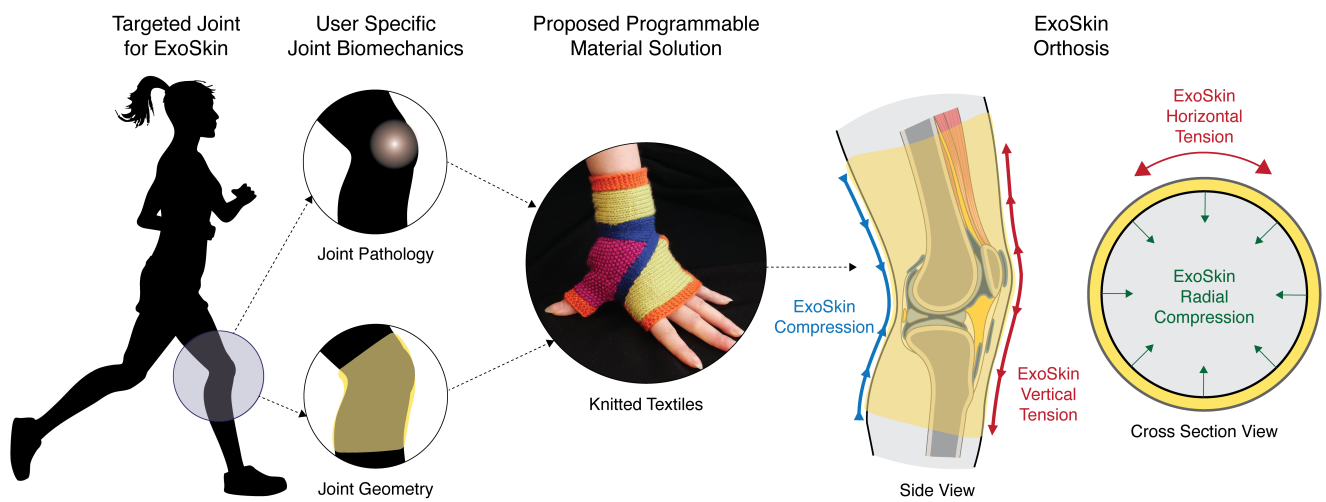 Targeted Joint
for ExoSkin
User Specific
Joint Biomechanics
Proposed Programmable
Material Solution
ExoSkin
Orthosis
Joint Pathology
Joint Geometry
Knitted Textiles
ExoSkin
Compression
ExoSkin
Vertical
Tension
Side View
ExoSkin
Horizontal
Tension
ExoSkin
Radial
Compression
Cross Section View